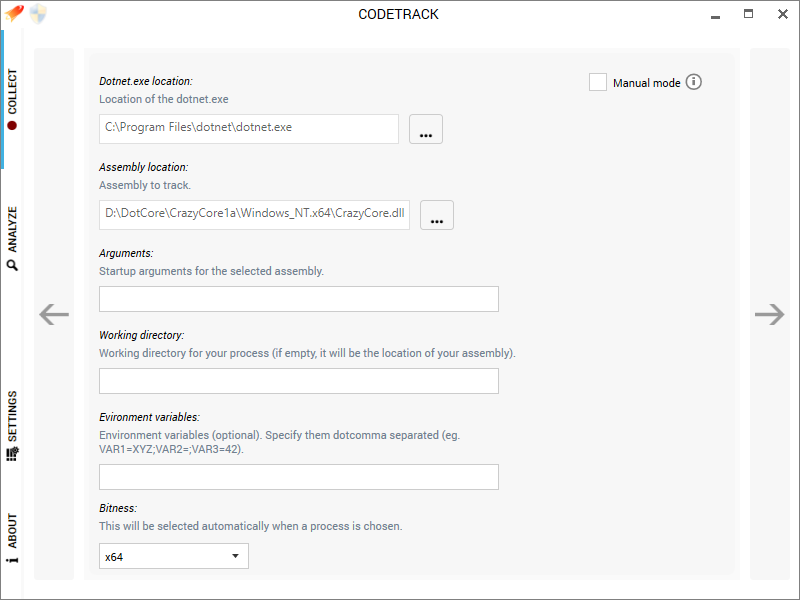 CODETRACK
COLLECT
ANALYZE
SETTINGS
ABOUT
Dotnet.exe location:
Manual mode
Location of the dotnet.exe
C:\Program Files\dotnet\dotnet.exe
...
Assembly location:
Assembly to track.
D:\DotCore\CrazyCore1a\Windows_NT.x64\CrazyCore.dll
...
Arguments:
Startup arguments for the selected assembly.
Working directory:
Working directory for your process (if empty, it will be the location of your assembly).
Evironment variables:
Environment variables (optional). Specify them dotcomma separated (eg.
VAR1=XYZ;VAR2=;VAR3=42).
Bitness:
This will be selected automatically when a process is chosen.
x64